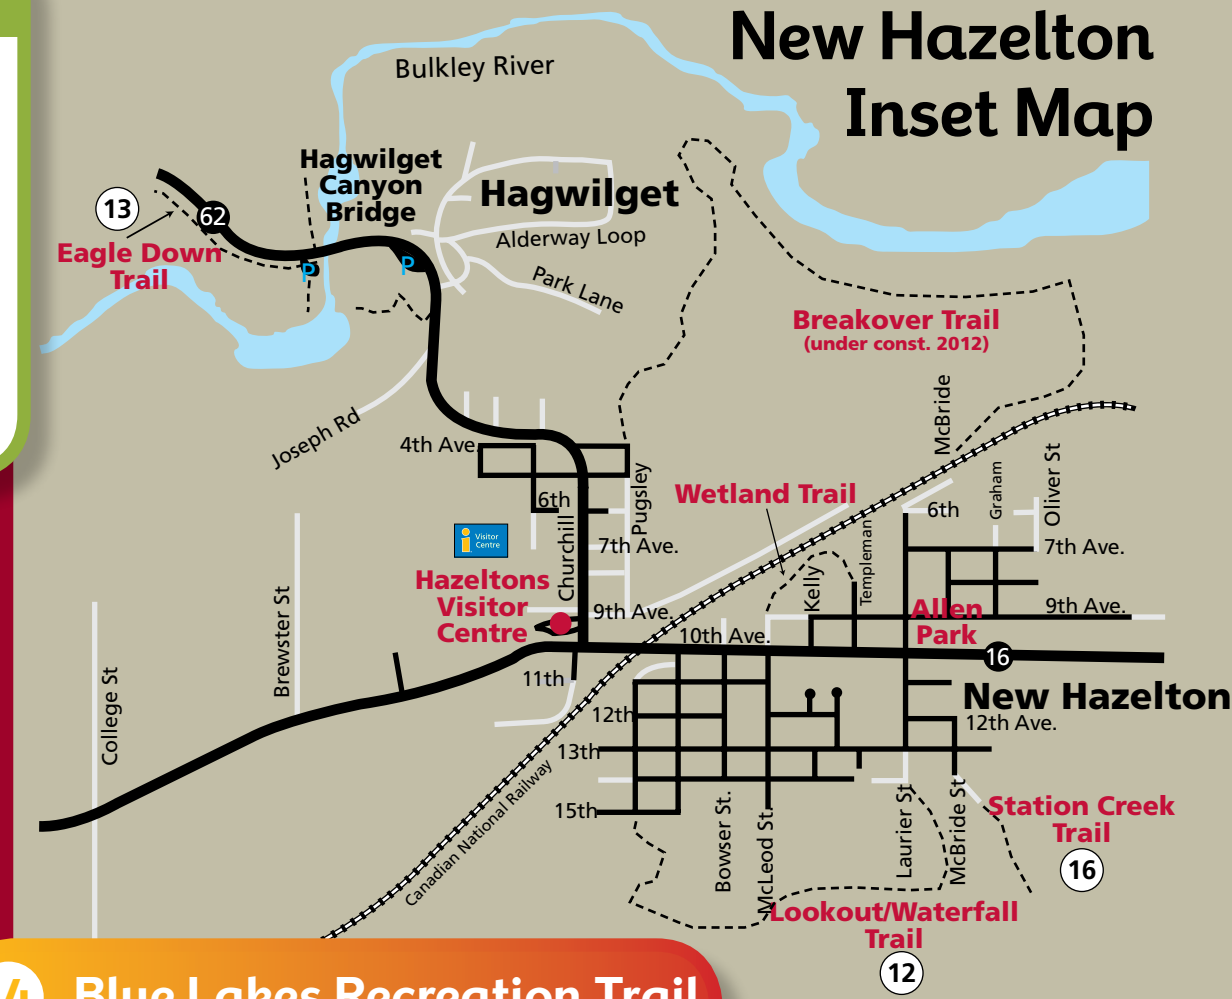 New Hazelton
Inset Map
Bulkley River
Hagwilget
Canyon
Bridge
Hagwilget
13
62
Eagle Down
Trail
P
P
Alderway Loop
Park Lane
Breakover Trail
(under const. 2012)
Joseph Rd
McBride
4th Ave.
Pugsley
Wetland Trail
6th
6th
Graham
Oliver St
Visitor
Centre
Churchill
7th Ave.
7th Ave.
Templeman
Kelly
Hazeltons
Visitor
Centre
9th Ave.
Allen
Park
9th Ave.
10th Ave.
16
Brewster St
College St
11th
New Hazelton
12th
12th Ave.
13th
Canadian National Railway
15th
Bowser St.
McLeod St.
Laurier St
McBride St
Station Creek
Trail
16
Lookout/Waterfall
Trail
12
4 Blue Lakes Recreation Trail